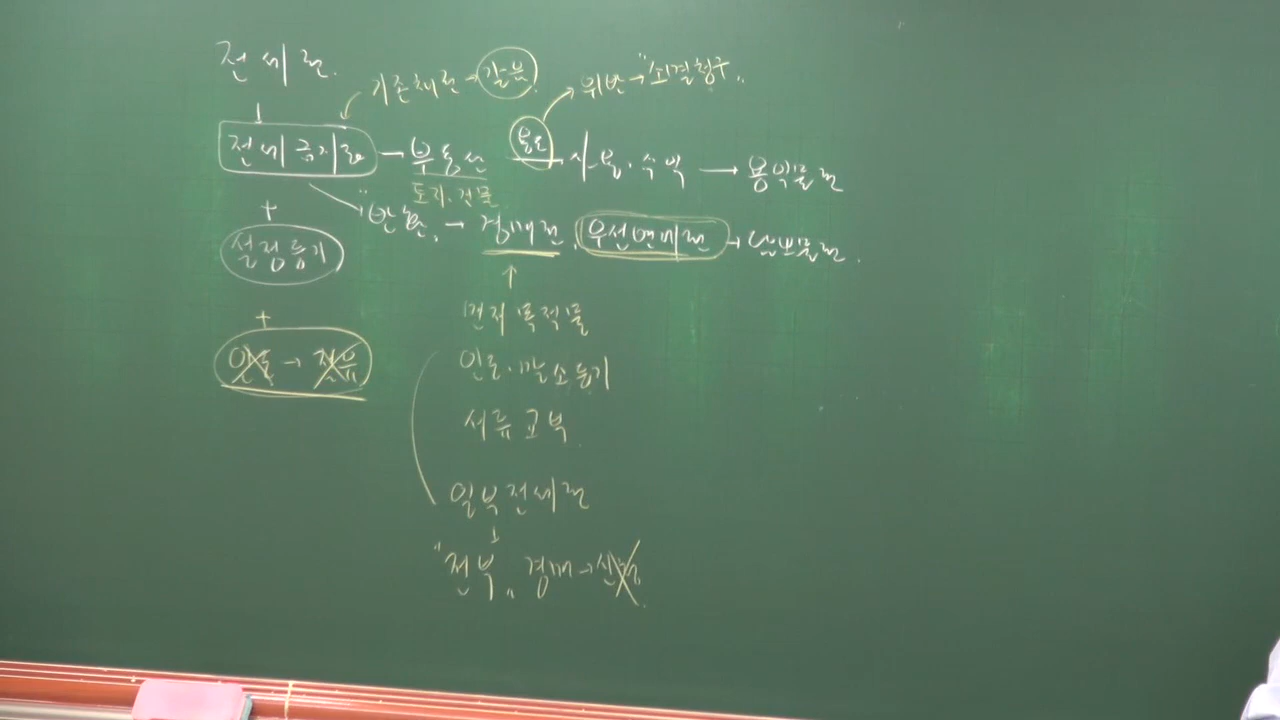 전세권.
기존채권 → 갈음
위반 → "소멸청구"
전세금지급 - 부동산 용도 사용·수익 → 용익물권
토지·건물
"반환" → 경매권. 우선변제권 → 담보물권.
+
설정등기
+
인도 → 점유
↑
먼저 목적물
인도·말소등기
서류 교부
일부전세권
↓
"전부" 경매 → 신청